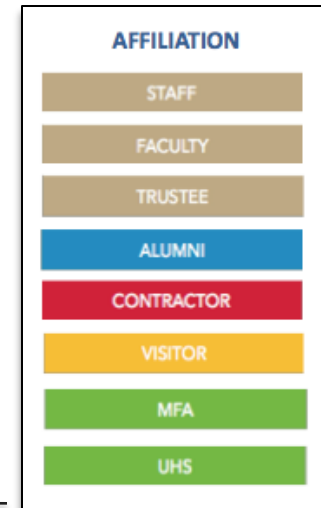 AFFILIATION
STAFF
FACULTY
TRUSTEE
ALUMNI
CONTRACTOR
VISITOR
MFA
UHS